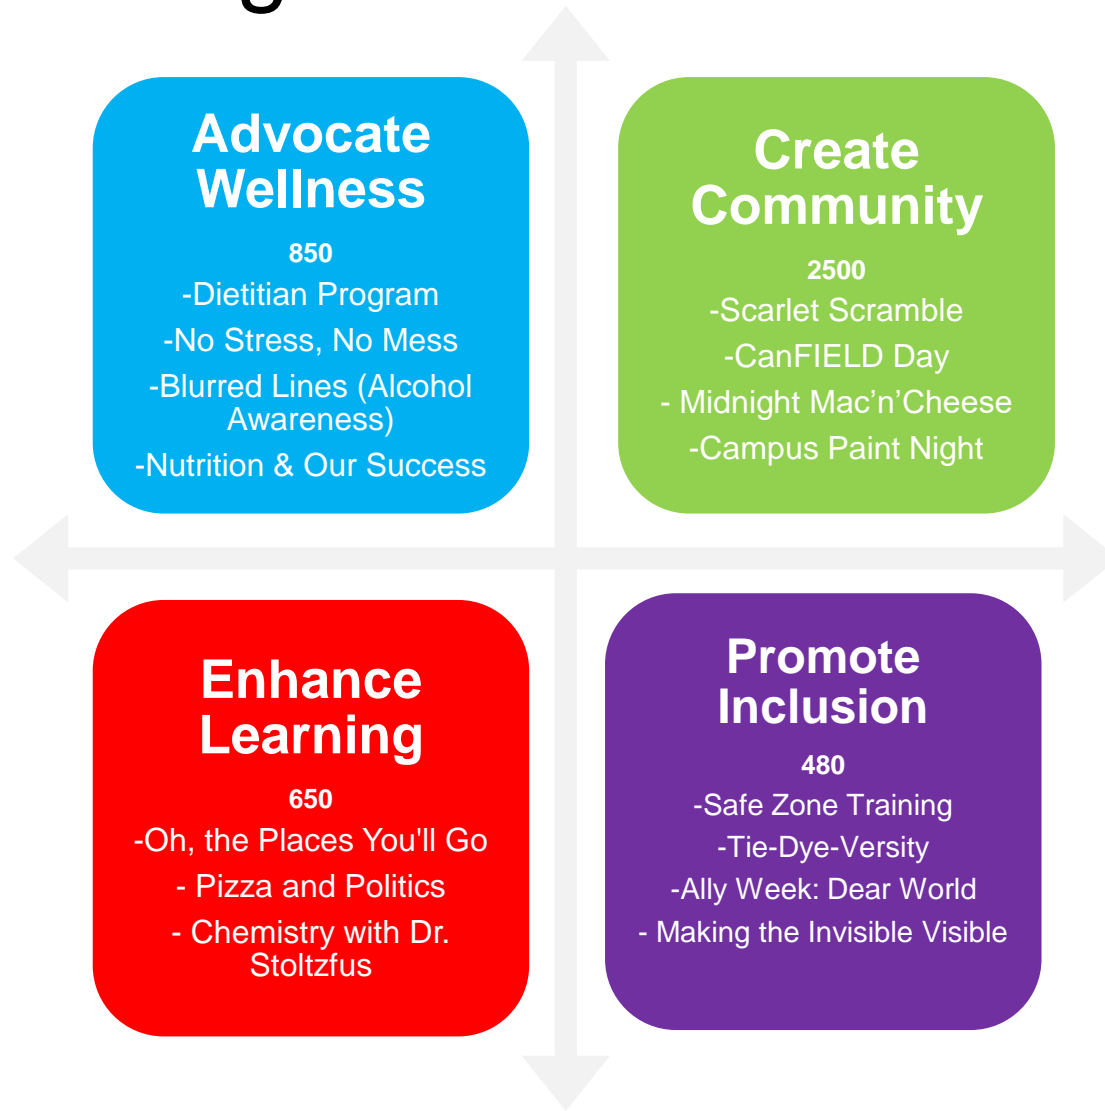 Advocate
Wellness
850
-Dietitian Program
-No Stress, No Mess
-Blurred Lines (Alcohol
Awareness)
-Nutrition & Our Success
Create
Community
2500
-Scarlet Scramble
-CanFIELD Day
- Midnight Mac’n’Cheese
-Campus Paint Night
Enhance
Learning
650
-Oh, the Places You'll Go
- Pizza and Politics
- Chemistry with Dr.
Stoltzfus
Promote
Inclusion
480
-Safe Zone Training
-Tie-Dye-Versity
-Ally Week: Dear World
- Making the Invisible Visible